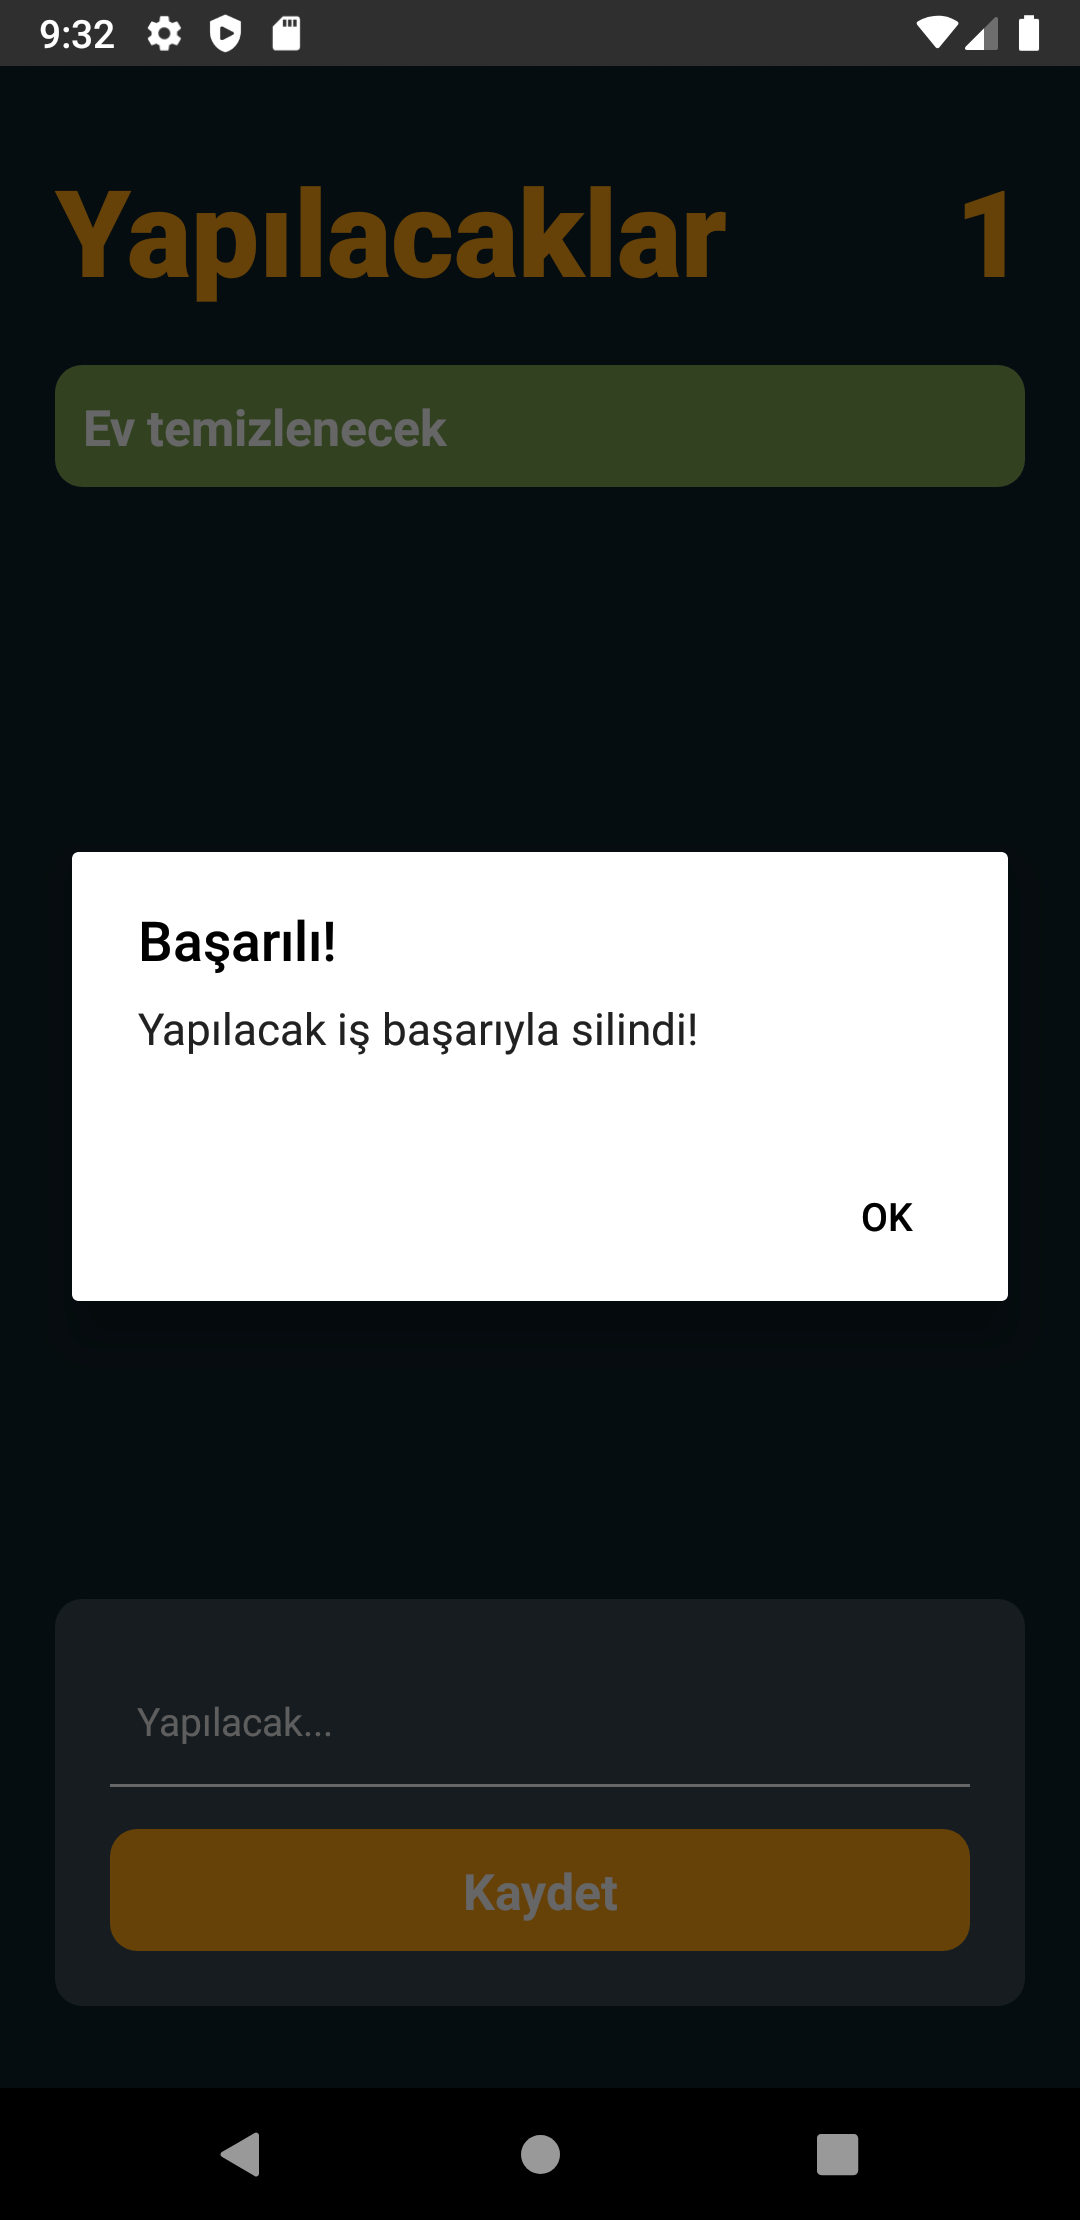 9:32
Yapılacaklar 1
Ev temizlenecek
Başarılı!
Yapılacak iş başarıyla silindi!
OK
Yapılacak...
Kaydet